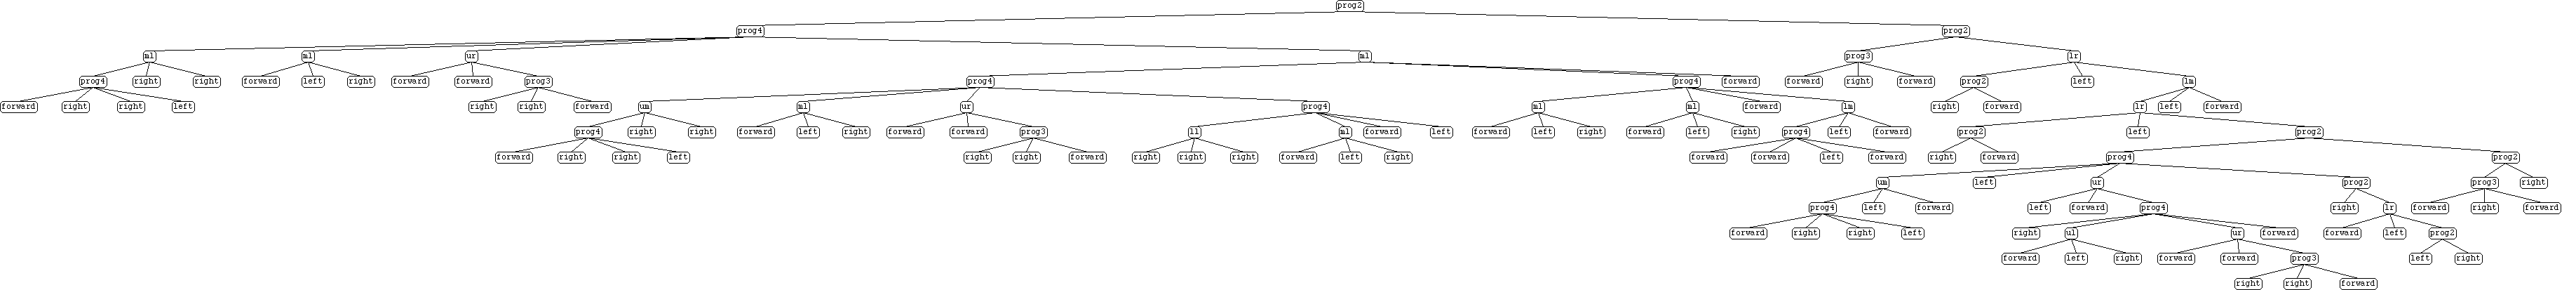 prog2
prog4 prog2
ml ml ur ml prog3 lr
prog4 right right forward left right forward forward prog3 prog4 prog4 forward forward right forward prog2 left lm
forward right right left right right forward um ml ur prog4 ml ml forward lm right forward lr left forward
prog4 right right forward left right forward forward prog3 ll ml forward left forward left right forward left right prog4 left forward prog2 left prog2
forward right right left right right forward right right right forward left right forward forward left forward right forward prog4 prog2
um left ur prog2 prog3 right
prog4 left forward left forward prog4 right lr forward right forward
forward right right left right ul ur forward forward left prog2
forward left right forward forward prog3 left right
right right forward